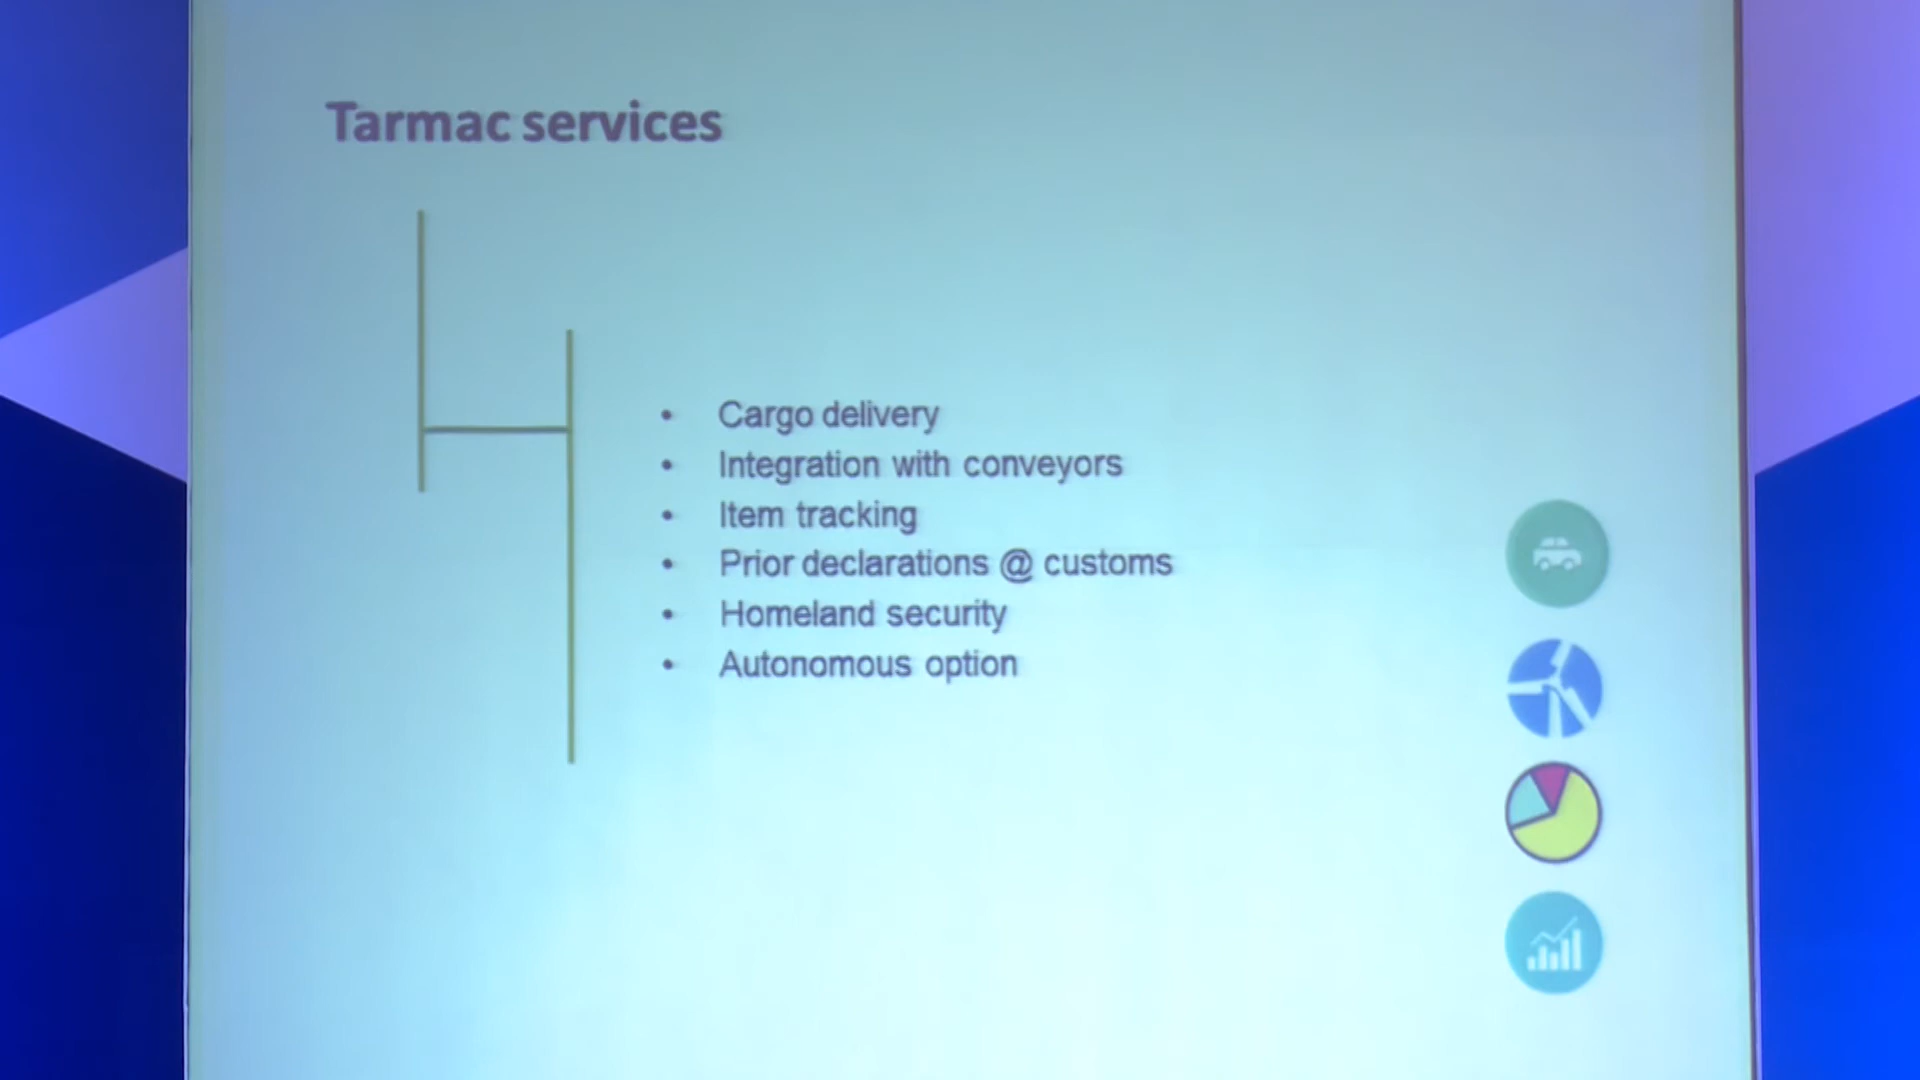 Tarmac services
• Cargo delivery
• Integration with conveyors
• Item tracking
• Prior declarations @ customs
• Homeland security
• Autonomous option